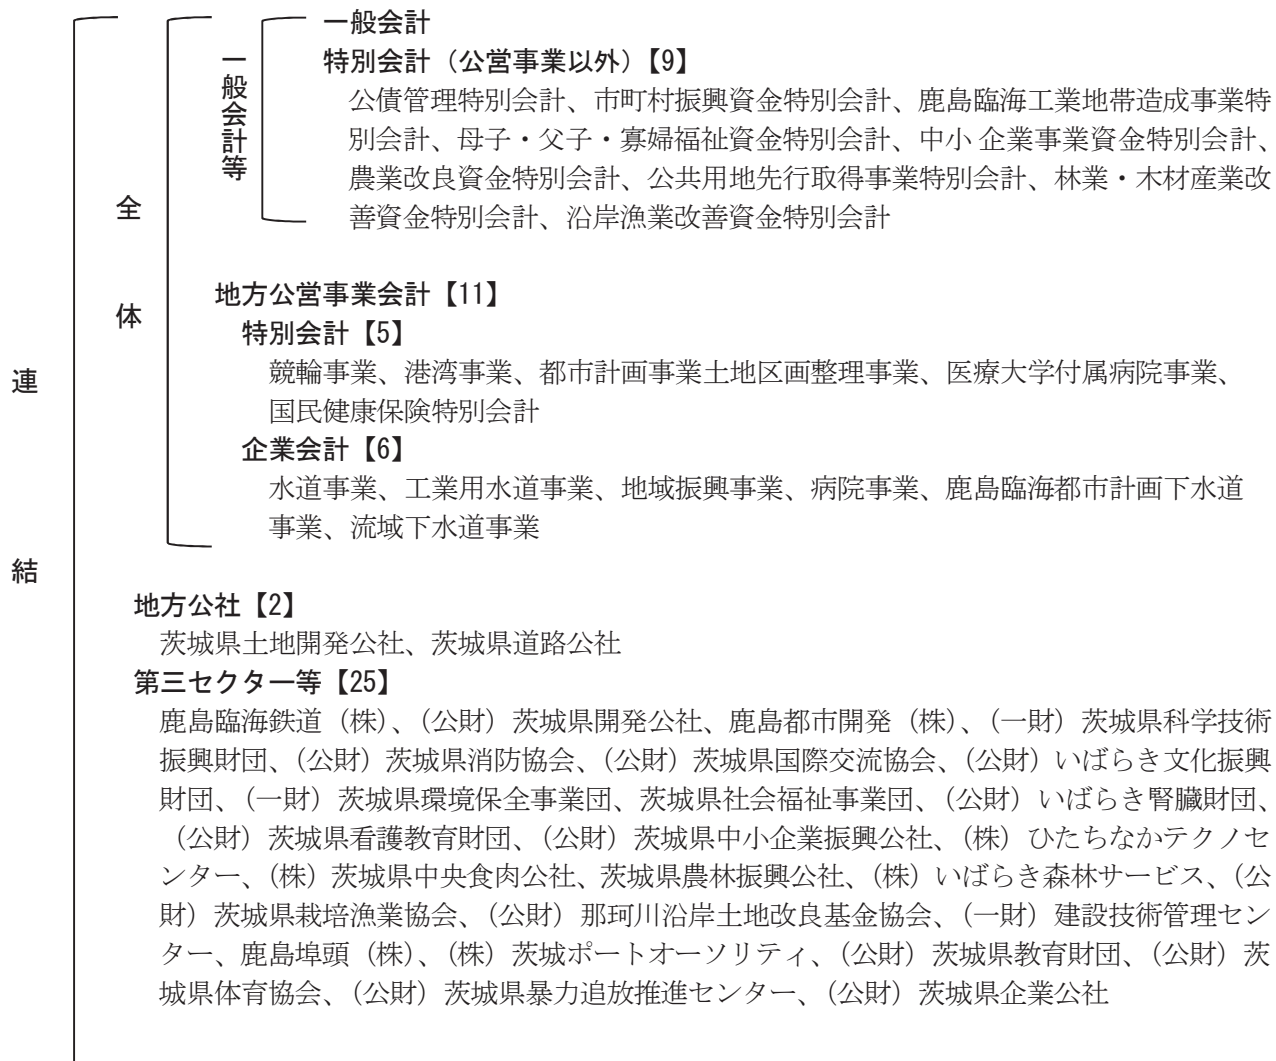 一般会計
特別会計（公営事業以外）【9】
公債管理特別会計、市町村振興資金特別会計、鹿島臨海工業地帯造成事業特
別会計、母子・父子・寡婦福祉資金特別会計、中小 企業事業資金特別会計、
農業改良資金特別会計、公共用地先行取得事業特別会計、林業・木材産業改
善資金特別会計、沿岸漁業改善資金特別会計
一般会計等
全体
地方公営事業会計【11】
特別会計【5】
競輪事業、港湾事業、都市計画事業土地区画整理事業、医療大学付属病院事業、
国民健康保険特別会計
企業会計【6】
水道事業、工業用水道事業、地域振興事業、病院事業、鹿島臨海都市計画下水道
事業、流域下水道事業
連結
地方公社【2】
茨城県土地開発公社、茨城県道路公社
第三セクター等【25】
鹿島臨海鉄道（株）、（公財）茨城県開発公社、鹿島都市開発（株）、（一財）茨城県科学技術
振興財団、（公財）茨城県消防協会、（公財）茨城県国際交流協会、（公財）いばらき文化振興
財団、（一財）茨城県環境保全事業団、茨城県社会福祉事業団、（公財）いばらき腎臓財団、
（公財）茨城県看護教育財団、（公財）茨城県中小企業振興公社、（株）ひたちなかテクノセ
ンター、（株）茨城県中央食肉公社、茨城県農林振興公社、（株）いばらき森林サービス、（公
財）茨城県栽培漁業協会、（公財）那珂川沿岸土地改良基金協会、（一財）建設技術管理セン
ター、鹿島埠頭（株）、（株）茨城ポートオーソリティ、（公財）茨城県教育財団、（公財）茨
城県体育協会、（公財）茨城県暴力追放推進センター、（公財）茨城県企業公社